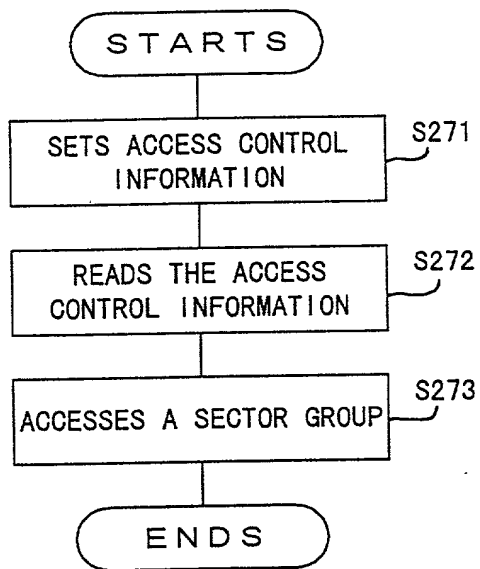 STARTS
SETS ACCESS CONTROL
INFORMATION
S271
READS THE ACCESS
CONTROL INFORMATION
S272
ACCESSES A SECTOR GROUP
S273
ENDS